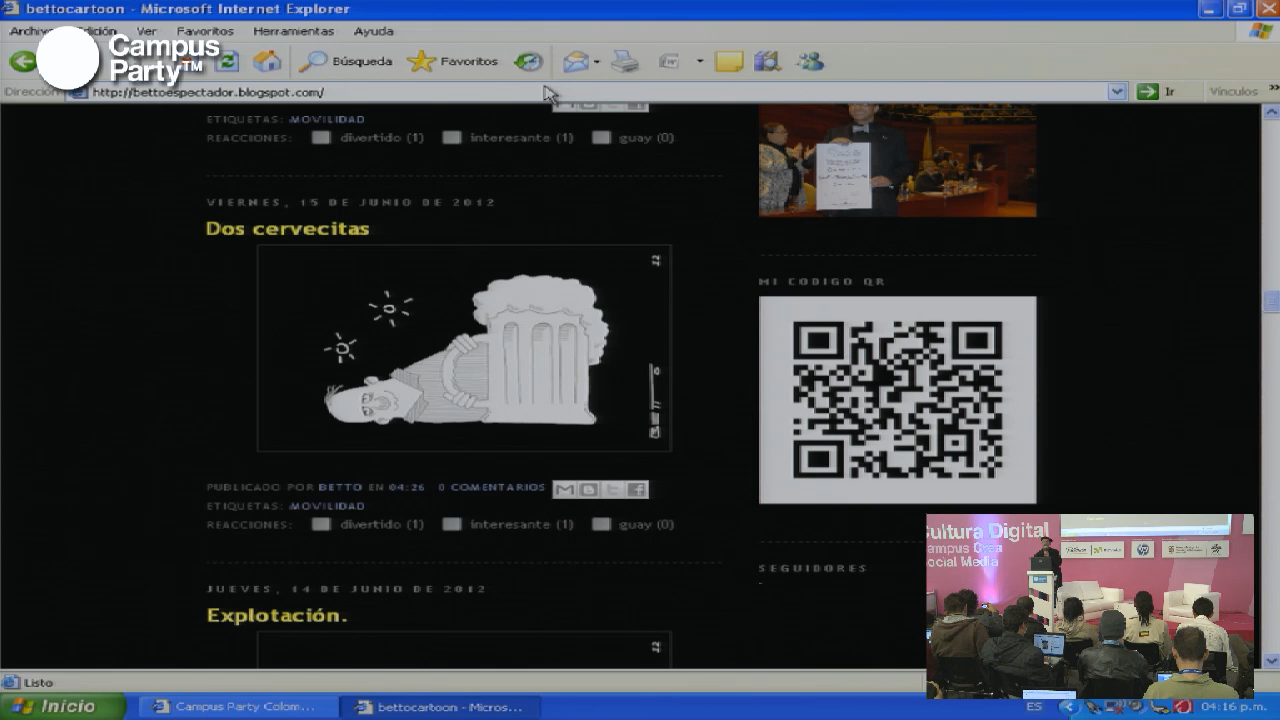 bettocartoon - Microsoft Internet Explorer
Edición Ver Favoritos Herramientas Ayuda
Campus
Party™
Búsqueda Favoritos
Dirección http://bettoespectador.blogspot.com/ Ir Vínculos »
ETIQUETAS: MOVILIDAD
REACCIONES: divertido (1) interesante (1) guay (0)
VIERNES, 15 DE JUNIO DE 2012
Dos cervecitas
PUBLICADO POR BETTO EN 04:26 0 COMENTARIOS
ETIQUETAS: MOVILIDAD
REACCIONES: divertido (1) interesante (1) guay (0)
JUEVES, 14 DE JUNIO DE 2012
Explotación.
MI CODIGO QR
SEGUIDORES
Cultura Digital
Campus Crea
Social Media
hp
Listo
Inicio Campus Party Colom... bettocartoon - Micros... ES 04:16 p.m.